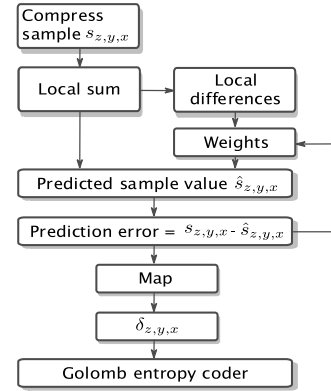 Compress
sample s_{z,y,x}
Local sum
Local
differences
Weights
Predicted sample value ŝ_{z,y,x}
Prediction error = s_{z,y,x} - ŝ_{z,y,x}
Map
δ_{z,y,x}
Golomb entropy coder